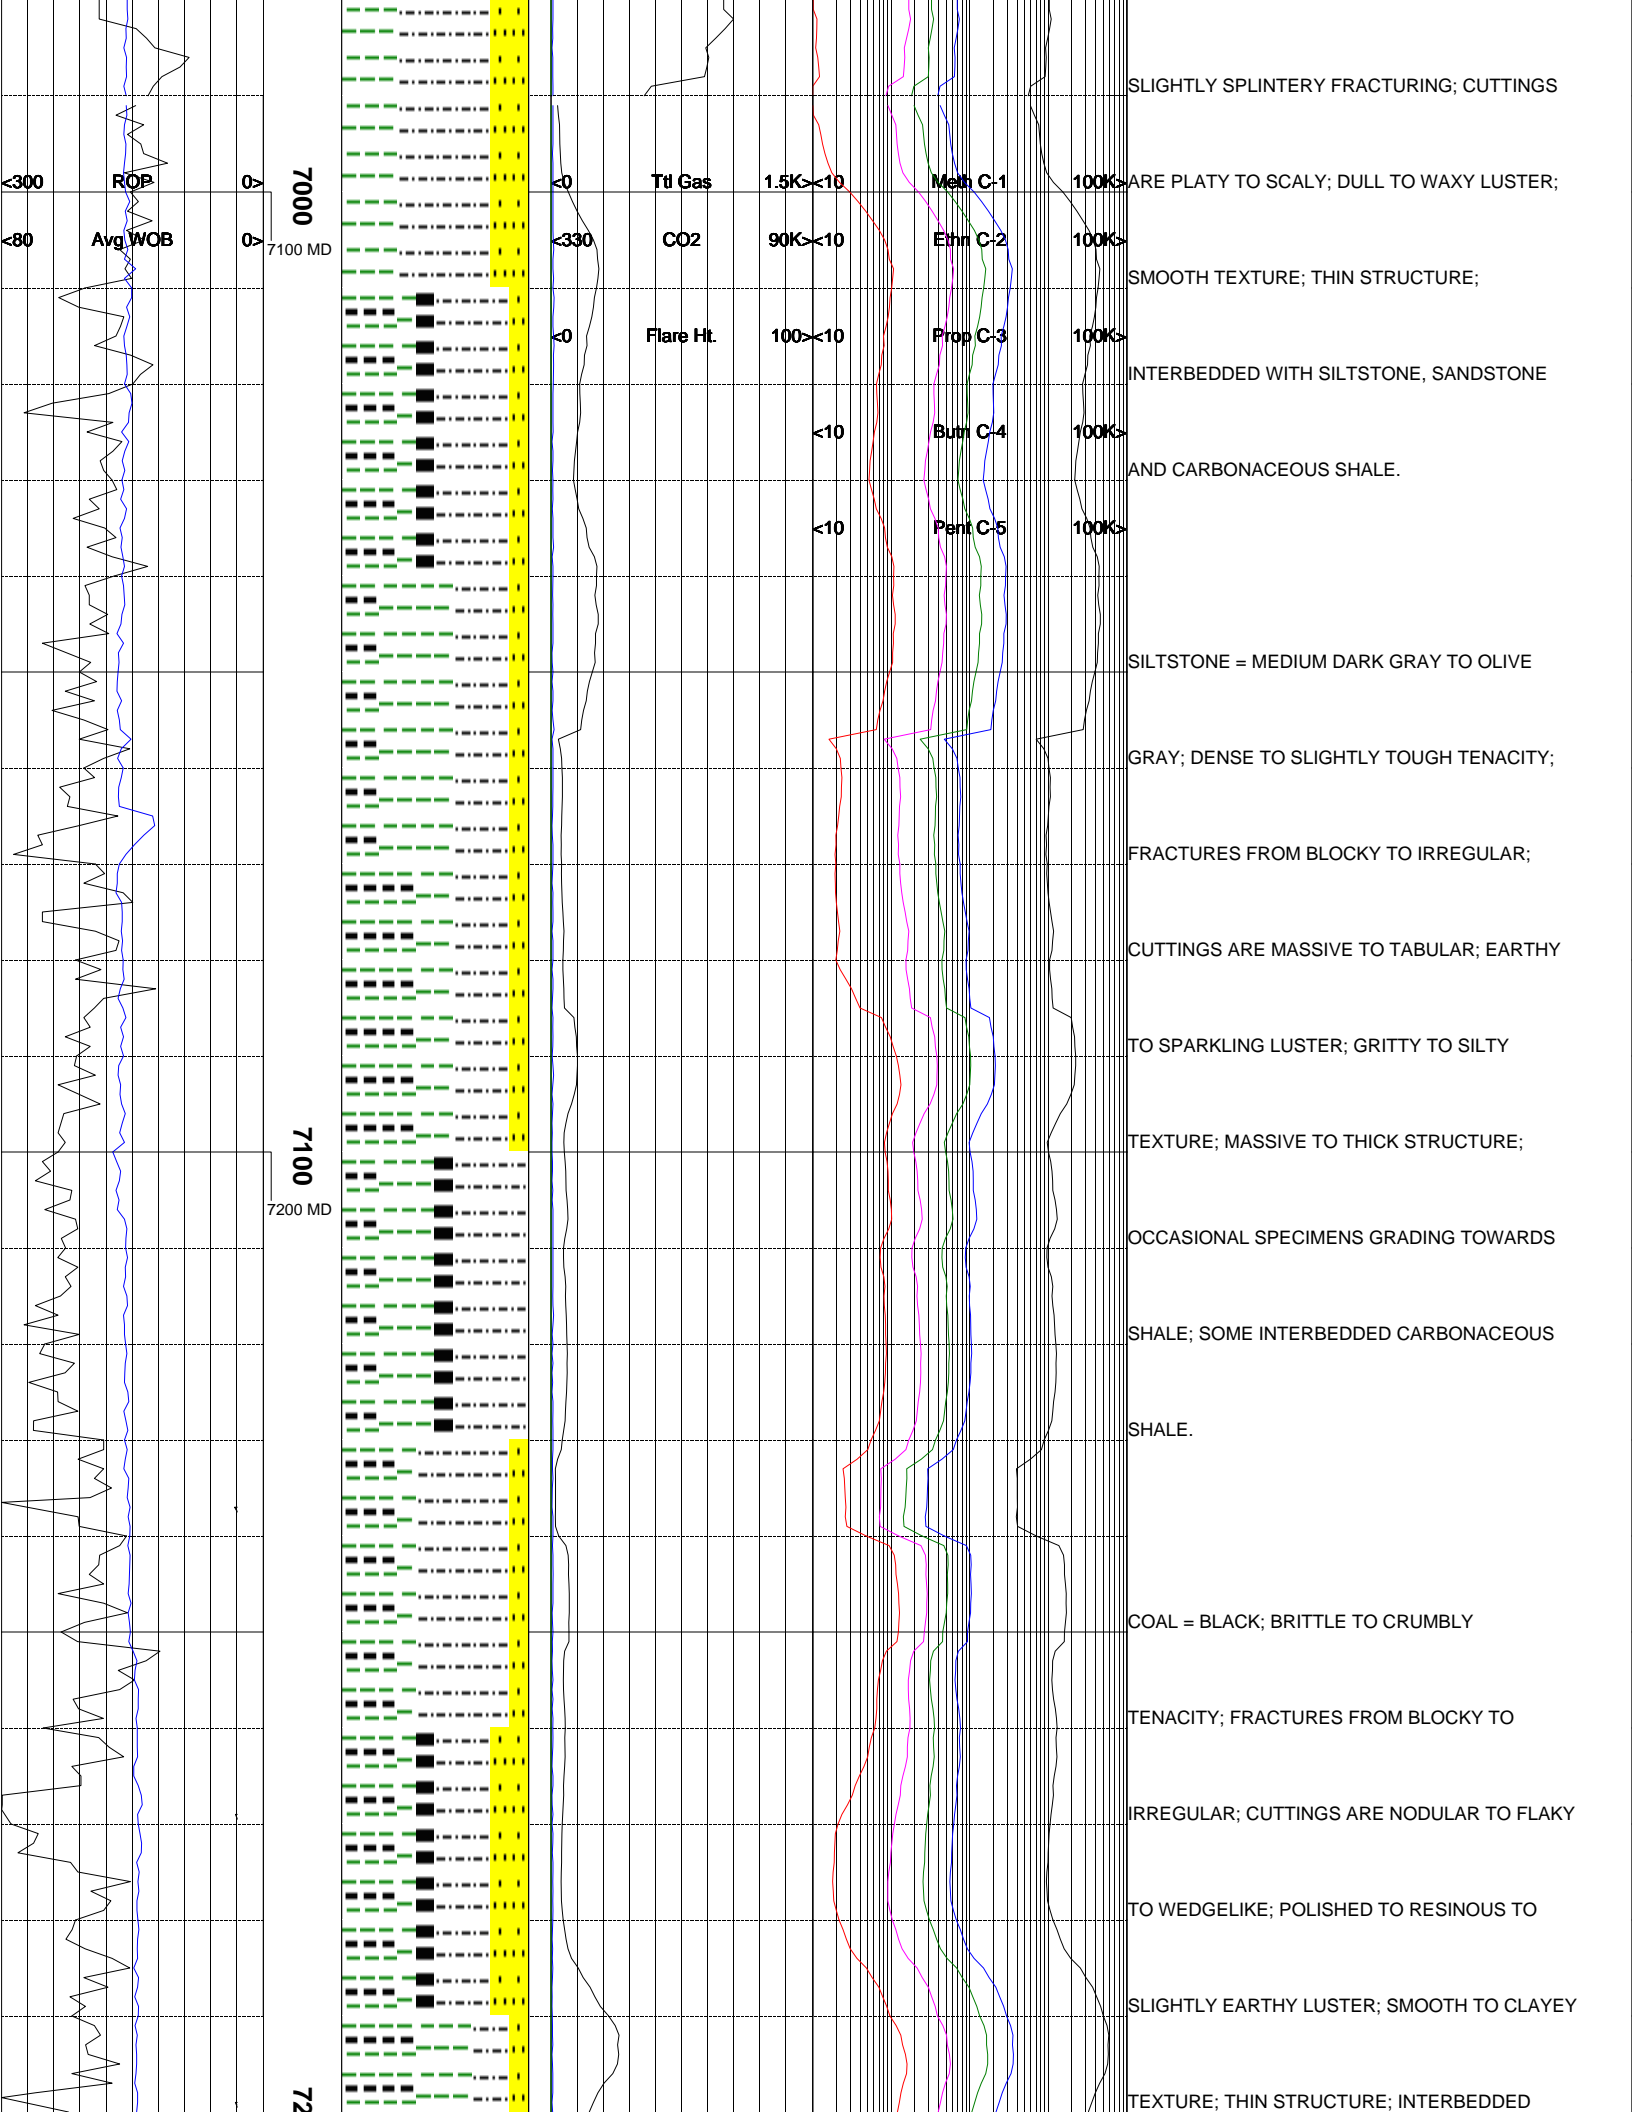 SLIGHTLY SPLINTERY FRACTURING; CUTTINGS
<300 ROP 0>
7000
<0 Ttl Gas 1.5K>
<10 Meth C-1 100K>
ARE PLATY TO SCALY; DULL TO WAXY LUSTER;
<80 Avg WOB 0>
7100 MD
<330 CO2 90K>
<10 Ethn C-2 100K>
SMOOTH TEXTURE; THIN STRUCTURE;
<0 Flare Ht. 100>
<10 Prop C-3 100K>
INTERBEDDED WITH SILTSTONE, SANDSTONE
<10 Butn C-4 100K>
AND CARBONACEOUS SHALE.
<10 Pent C-5 100K>
SILTSTONE = MEDIUM DARK GRAY TO OLIVE
GRAY; DENSE TO SLIGHTLY TOUGH TENACITY;
FRACTURES FROM BLOCKY TO IRREGULAR;
CUTTINGS ARE MASSIVE TO TABULAR; EARTHY
TO SPARKLING LUSTER; GRITTY TO SILTY
7100
TEXTURE; MASSIVE TO THICK STRUCTURE;
7200 MD
OCCASIONAL SPECIMENS GRADING TOWARDS
SHALE; SOME INTERBEDDED CARBONACEOUS
SHALE.
COAL = BLACK; BRITTLE TO CRUMBLY
TENACITY; FRACTURES FROM BLOCKY TO
IRREGULAR; CUTTINGS ARE NODULAR TO FLAKY
TO WEDGELIKE; POLISHED TO RESINOUS TO
SLIGHTLY EARTHY LUSTER; SMOOTH TO CLAYEY
TEXTURE; THIN STRUCTURE; INTERBEDDED